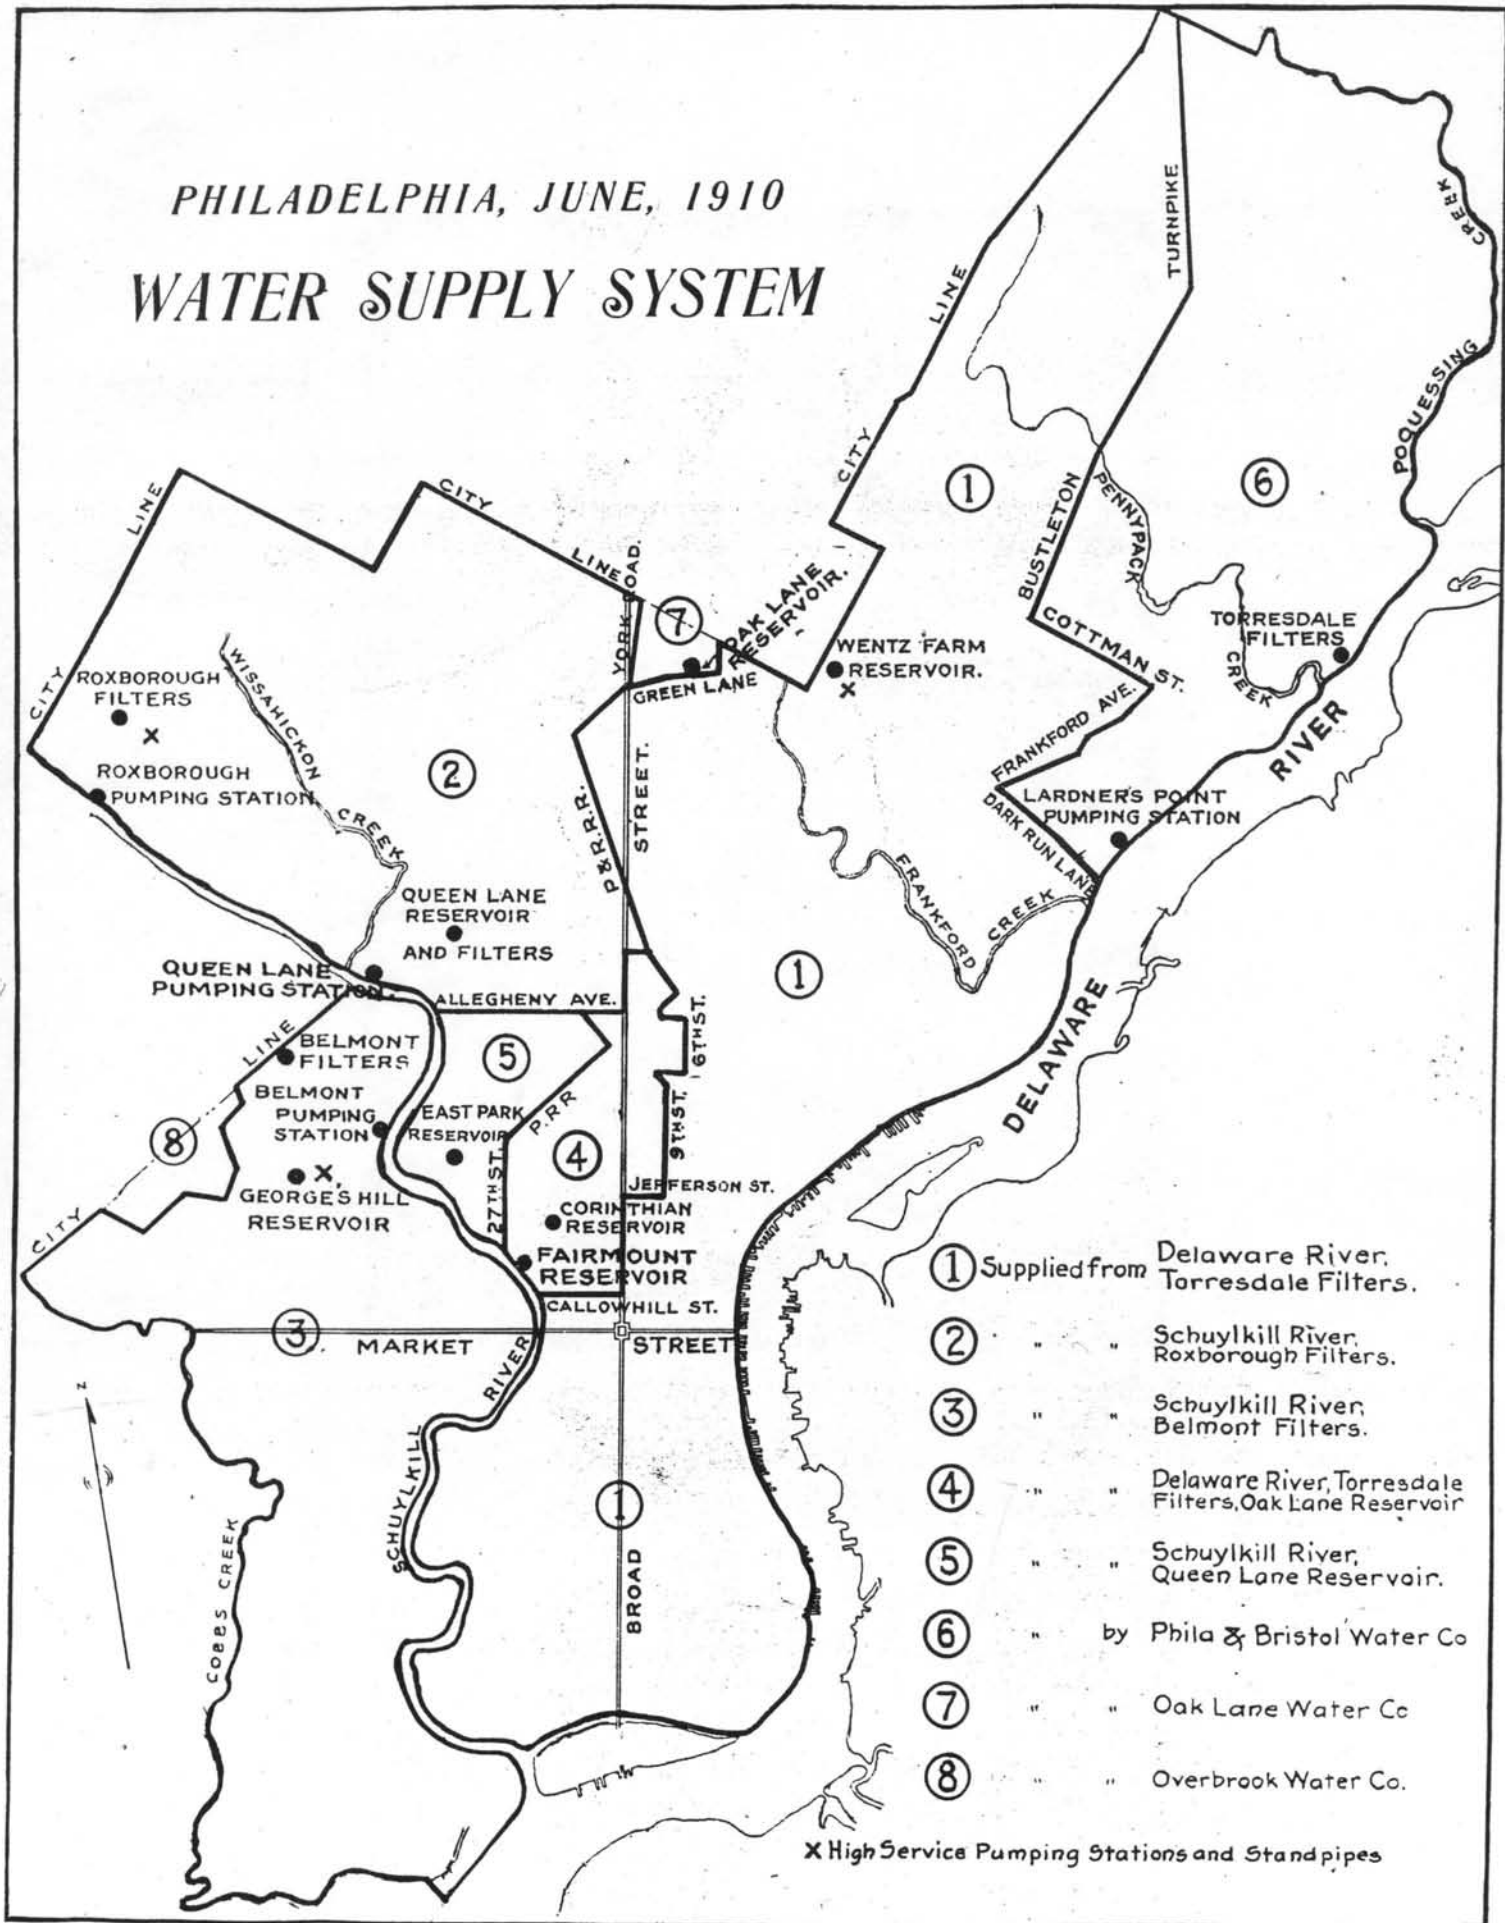 PHILADELPHIA, JUNE, 1910
WATER SUPPLY SYSTEM
TURNPIKE
CREEK
POQUESSING
LINE
CITY
1
6
BUSTLETON
PENNYPACK
CREEK
COTTMAN ST.
TORRESDALE
FILTERS
LINE
CITY
CITY
LINE
YORK ROAD.
7
OAK LANE
RESERVOIR.
GREEN LANE
WENTZ FARM
RESERVOIR.
X
FRANKFORD AVE.
DARK RUN LANE
LARDNER'S POINT
PUMPING STATION
DELAWARE
RIVER
ROXBOROUGH
FILTERS
X
ROXBOROUGH
PUMPING STATION
WISSAHICKON
CREEK
2
P & R. R. R.
STREET.
QUEEN LANE
RESERVOIR
AND FILTERS
QUEEN LANE
PUMPING STATION.
ALLEGHENY AVE.
FRANKFORD
CREEK
1
LINE
BELMONT
FILTERS
BELMONT
PUMPING
STATION
5
6TH ST.
EAST PARK
RESERVOIR
P.R.R
4
9TH ST.
8
X
GEORGE'S HILL
RESERVOIR
27TH ST.
JEFFERSON ST.
CORINTHIAN
RESERVOIR
FAIRMOUNT
RESERVOIR
CALLOWHILL ST.
CITY
3
MARKET
STREET
RIVER
SCHUYLKILL
Z
COBBS CREEK
1
BROAD
1 Supplied from Delaware River,
Torresdale Filters.
2 " " Schuylkill River,
Roxborough Filters.
3 " " Schuylkill River,
Belmont Filters.
4 " " Delaware River, Torresdale
Filters, Oak Lane Reservoir
5 " " Schuylkill River,
Queen Lane Reservoir.
6 " by Phila & Bristol Water Co
7 " " Oak Lane Water Co
8 " " Overbrook Water Co.
X High Service Pumping Stations and Standpipes